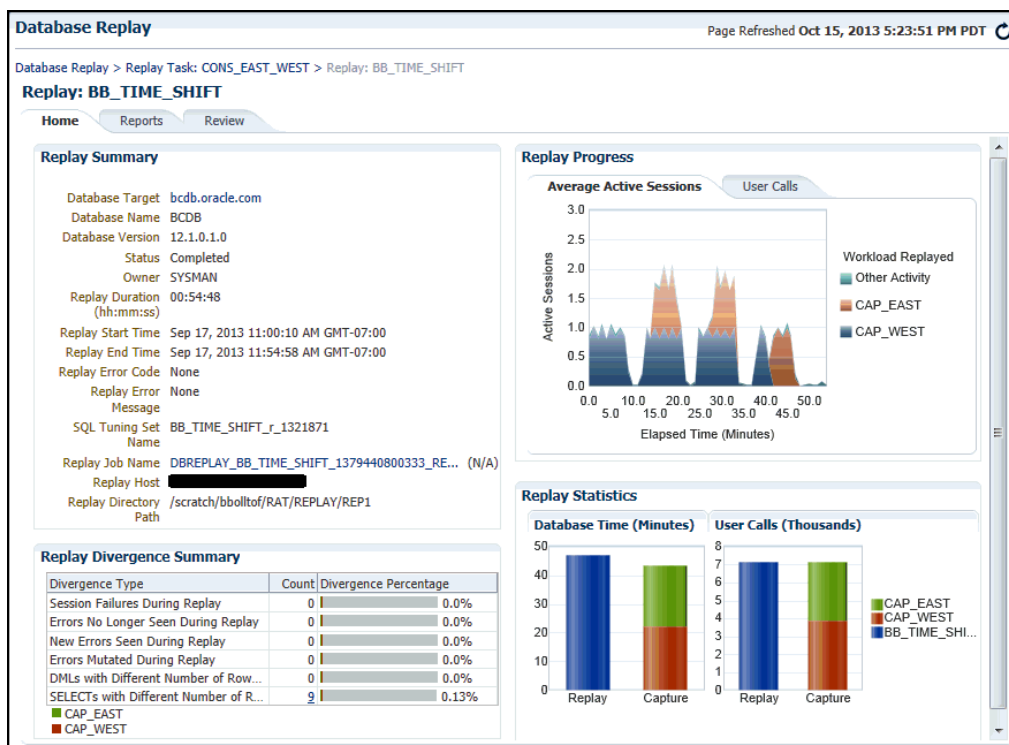 Database Replay
Page Refreshed Oct 15, 2013 5:23:51 PM PDT
Database Replay > Replay Task: CONS_EAST_WEST > Replay: BB_TIME_SHIFT
Replay: BB_TIME_SHIFT
Home Reports Review
Replay Summary
Database Target bcdb.oracle.com
Database Name BCDB
Database Version 12.1.0.1.0
Status Completed
Owner SYSMAN
Replay Duration 00:54:48
(hh:mm:ss)
Replay Start Time Sep 17, 2013 11:00:10 AM GMT-07:00
Replay End Time Sep 17, 2013 11:54:58 AM GMT-07:00
Replay Error Code None
Replay Error None
Message
SQL Tuning Set BB_TIME_SHIFT_r_1321871
Name
Replay Job Name DBREPLAY_BB_TIME_SHIFT_1379440800333_RE... (N/A)
Replay Host
Replay Directory /scratch/bbolltof/RAT/REPLAY/REP1
Path
Replay Divergence Summary
Divergence Type Count Divergence Percentage
Session Failures During Replay 0 0.0%
Errors No Longer Seen During Replay 0 0.0%
New Errors Seen During Replay 0 0.0%
Errors Mutated During Replay 0 0.0%
DMLs with Different Number of Row... 0 0.0%
SELECTs with Different Number of R... 9 0.13%
CAP_EAST
CAP_WEST
Replay Progress
Average Active Sessions User Calls
3.0
2.5
2.0
1.5
1.0
0.5
0.0
Active Sessions
0.0 10.0 20.0 30.0 40.0 50.0
5.0 15.0 25.0 35.0 45.0
Elapsed Time (Minutes)
Workload Replayed
Other Activity
CAP_EAST
CAP_WEST
Replay Statistics
Database Time (Minutes)
50
40
30
20
10
0
Replay Capture
User Calls (Thousands)
8
7
6
5
4
3
2
1
0
Replay Capture
CAP_EAST
CAP_WEST
BB_TIME_SHI...